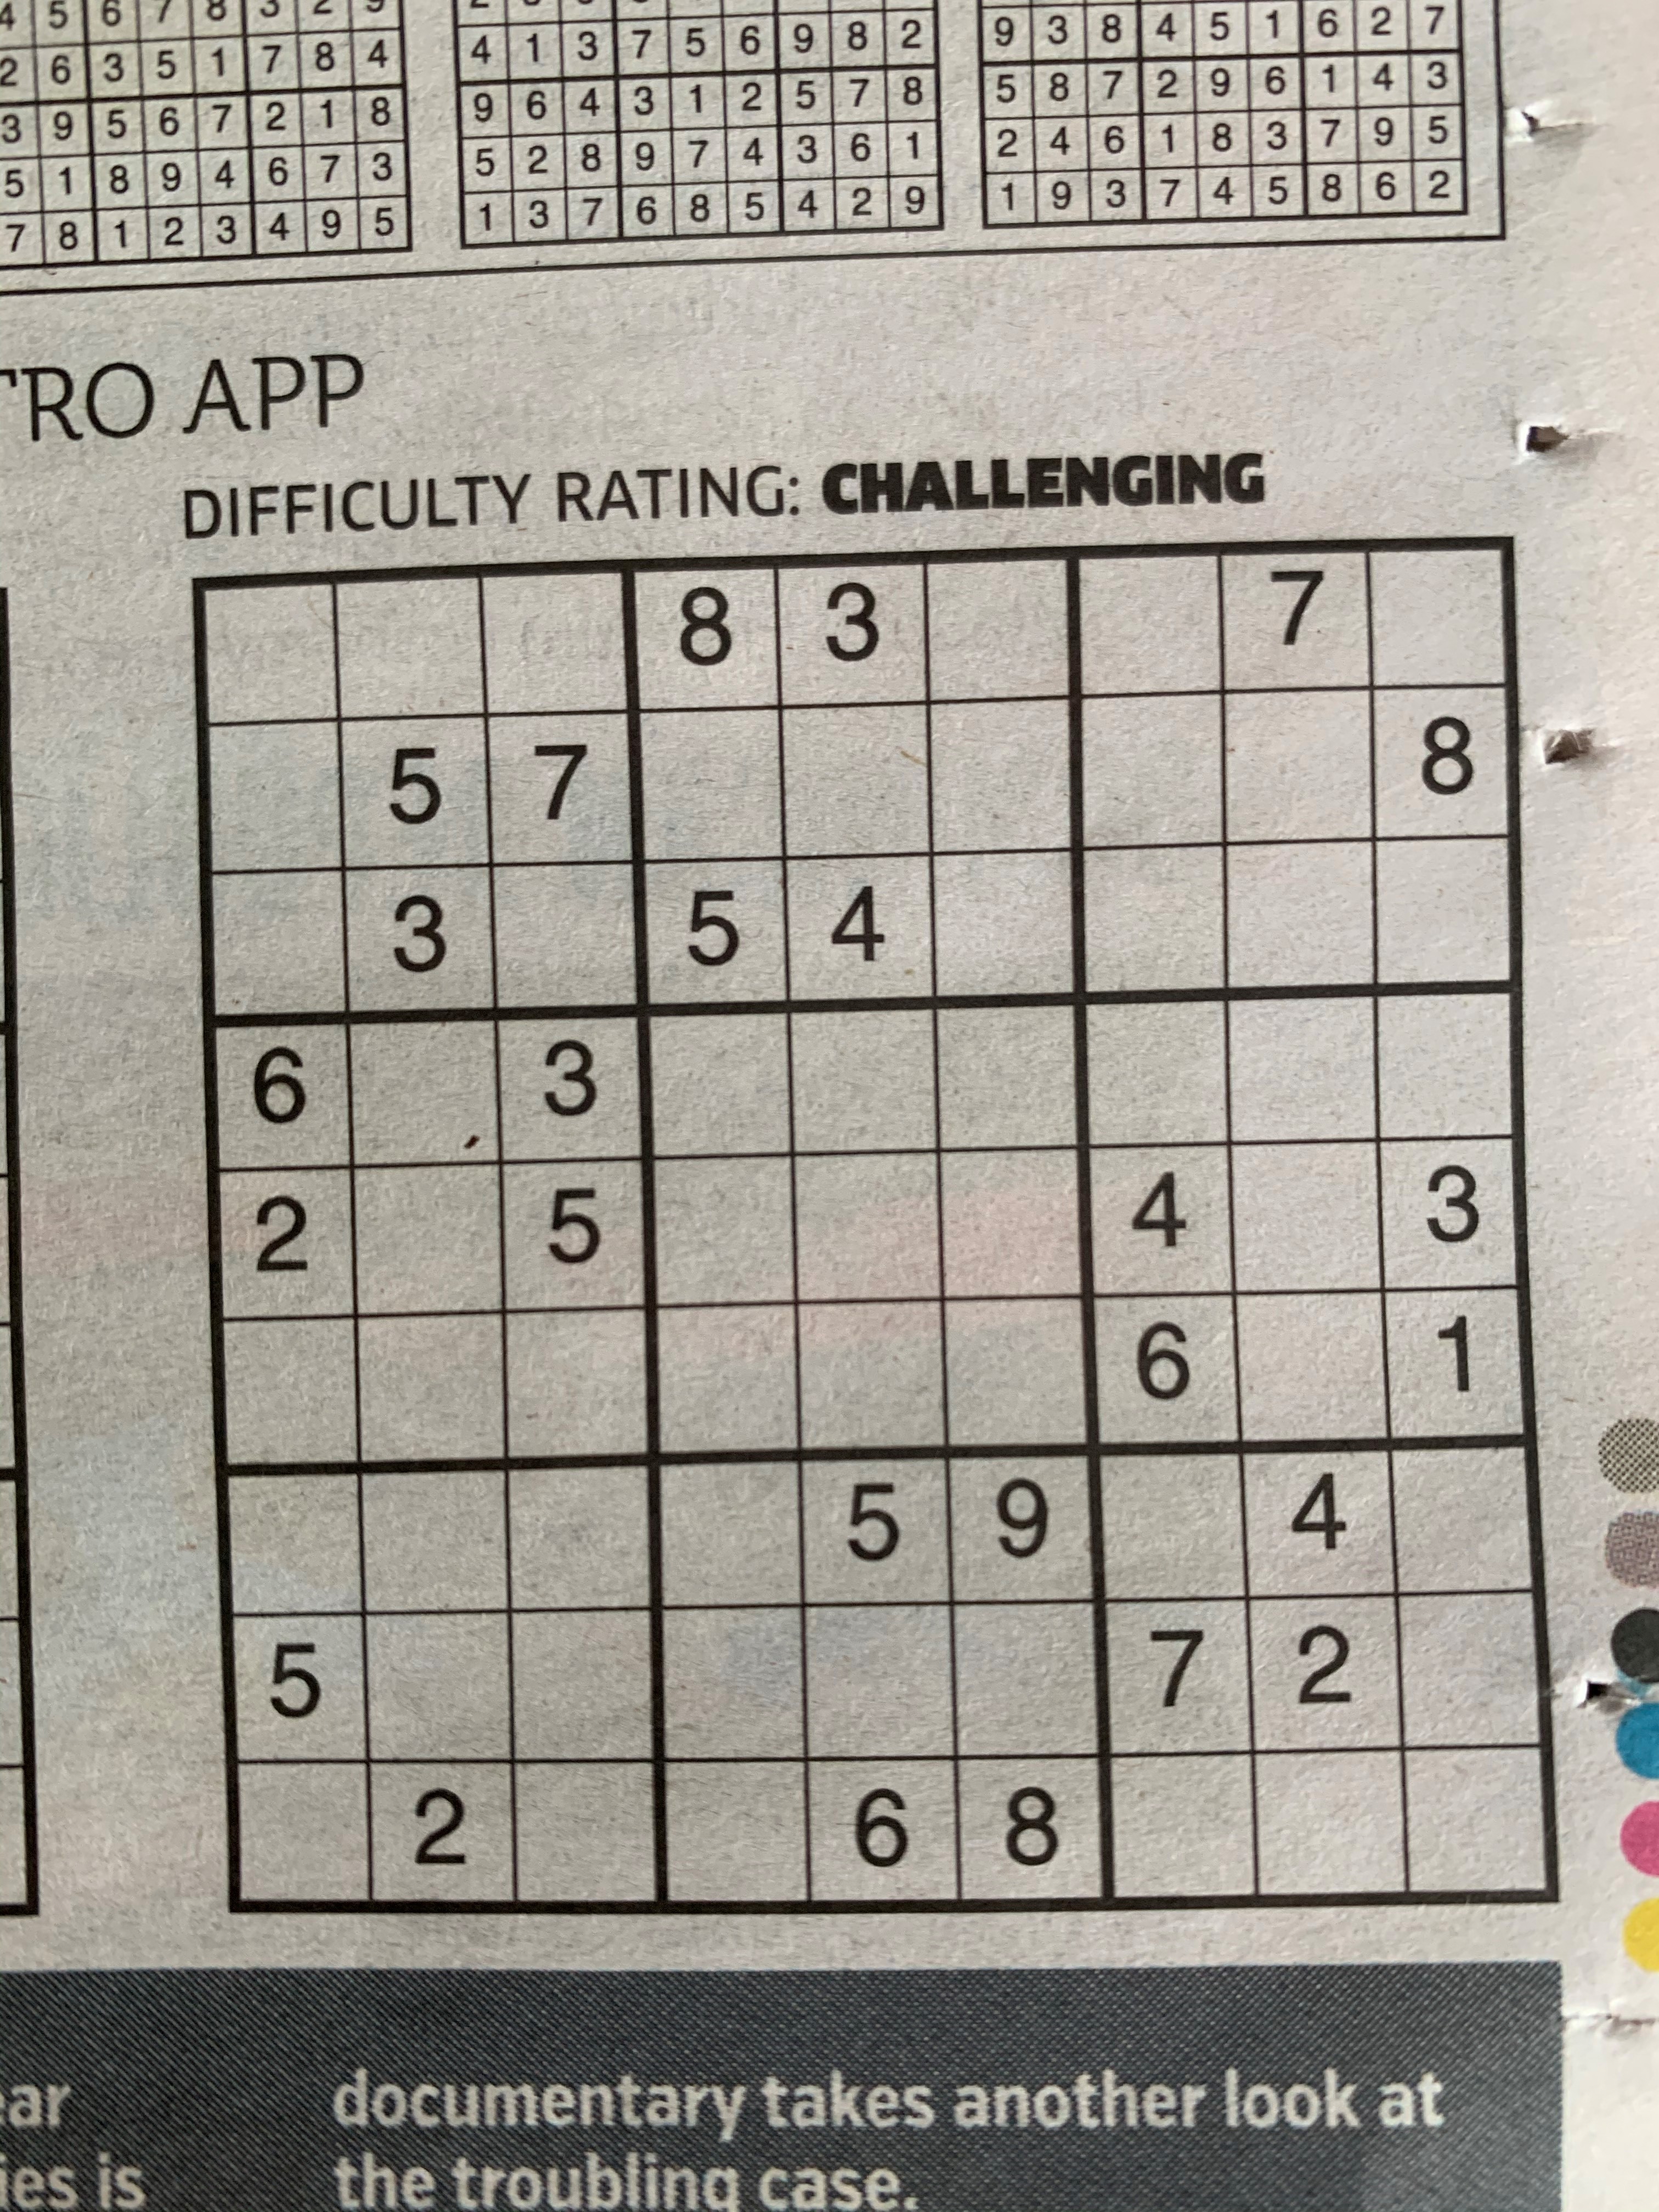 4 5 6 7 8 3 2 9
2 6 3 5 1 7 8 4
3 9 5 6 7 2 1 8
5 1 8 9 4 6 7 3
7 8 1 2 3 4 9 5
4 1 3 7 5 6 9 8 2
9 6 4 3 1 2 5 7 8
5 2 8 9 7 4 3 6 1
1 3 7 6 8 5 4 2 9
9 3 8 4 5 1 6 2 7
5 8 7 2 9 6 1 4 3
2 4 6 1 8 3 7 9 5
1 9 3 7 4 5 8 6 2
TRO APP
DIFFICULTY RATING: CHALLENGING
8 3 7
5 7 8
3 5 4
6 3
2 5 4 3
6 1
5 9 4
5 7 2
2 6 8
ear
ies is
documentary takes another look at
the troubling case.